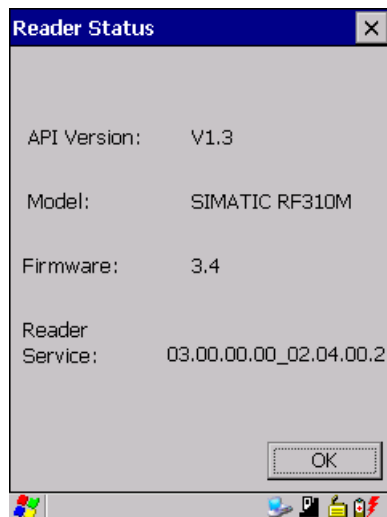 Reader Status
API Version: V1.3
Model: SIMATIC RF310M
Firmware: 3.4
Reader
Service: 03.00.00.00_02.04.00.2
OK